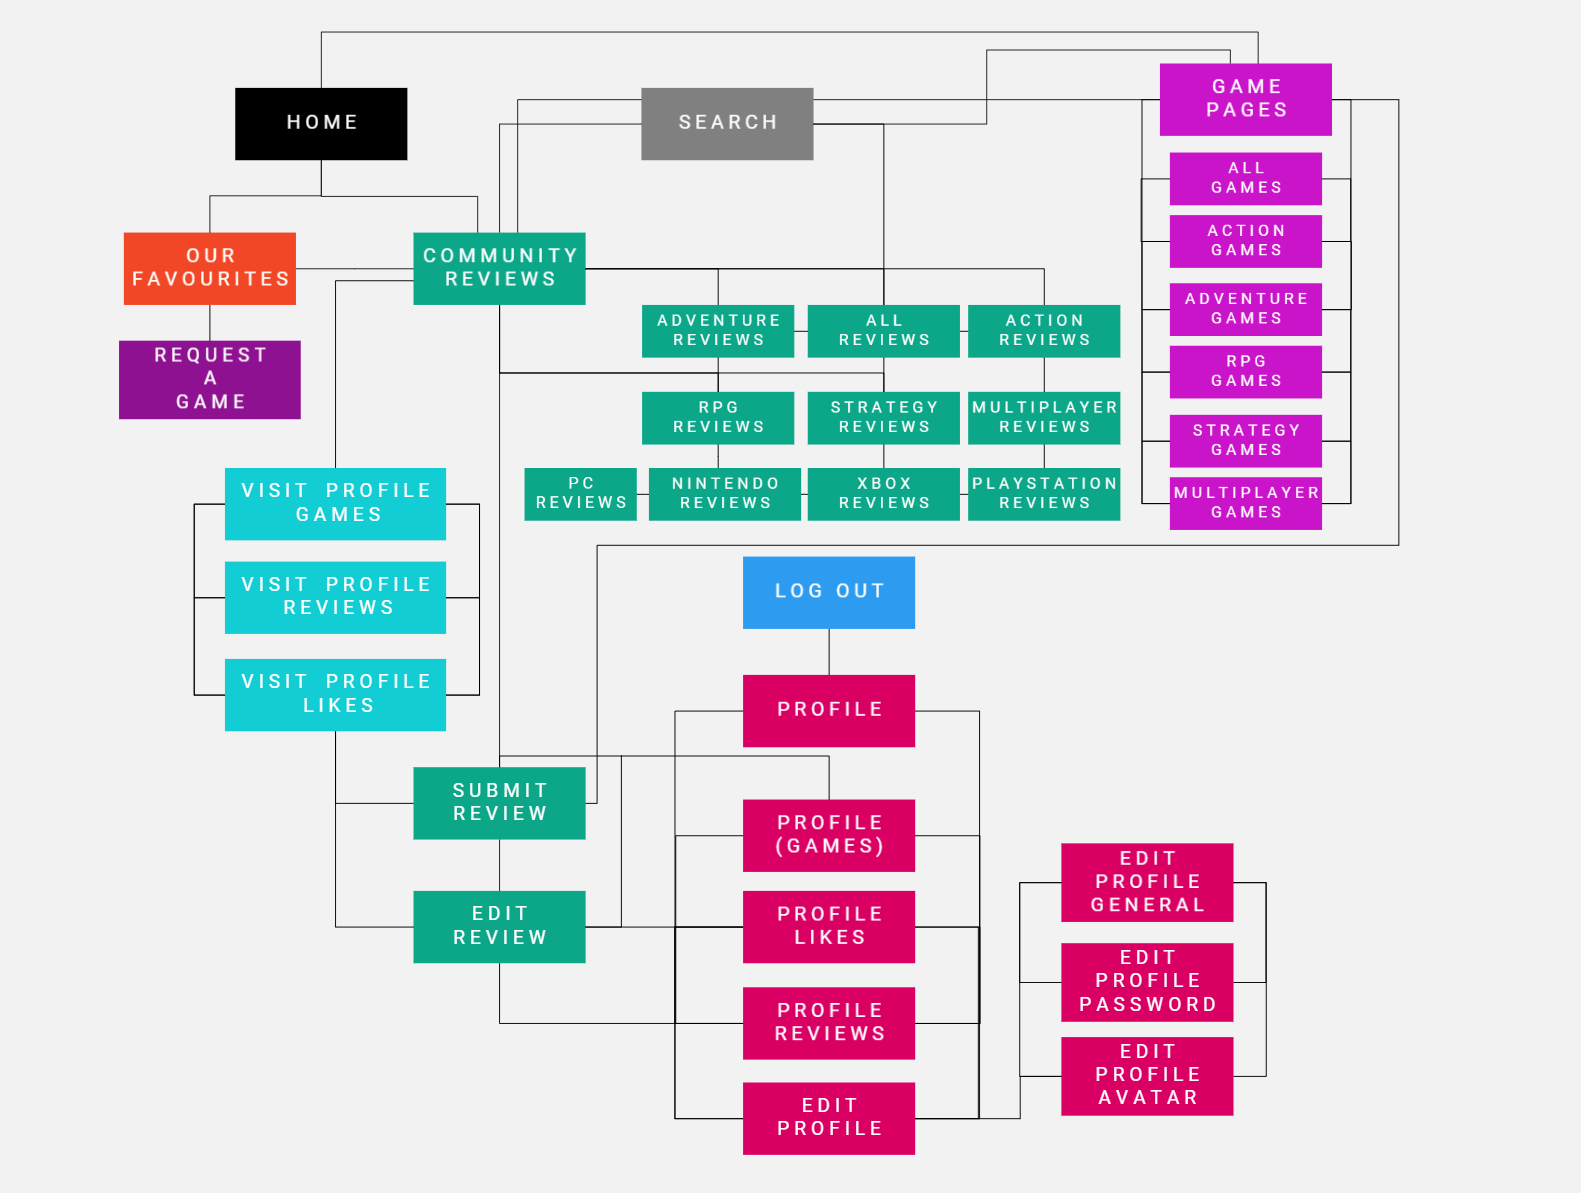 HOME
SEARCH
GAME
PAGES
ALL
GAMES
ACTION
GAMES
ADVENTURE
GAMES
RPG
GAMES
STRATEGY
GAMES
MULTIPLAYER
GAMES
OUR
FAVOURITES
COMMUNITY
REVIEWS
REQUEST
A
GAME
ADVENTURE
REVIEWS
ALL
REVIEWS
ACTION
REVIEWS
RPG
REVIEWS
STRATEGY
REVIEWS
MULTIPLAYER
REVIEWS
PC
REVIEWS
NINTENDO
REVIEWS
XBOX
REVIEWS
PLAYSTATION
REVIEWS
VISIT PROFILE
GAMES
VISIT PROFILE
REVIEWS
VISIT PROFILE
LIKES
LOG OUT
PROFILE
SUBMIT
REVIEW
EDIT
REVIEW
PROFILE
(GAMES)
PROFILE
LIKES
PROFILE
REVIEWS
EDIT
PROFILE
EDIT
PROFILE
GENERAL
EDIT
PROFILE
PASSWORD
EDIT
PROFILE
AVATAR